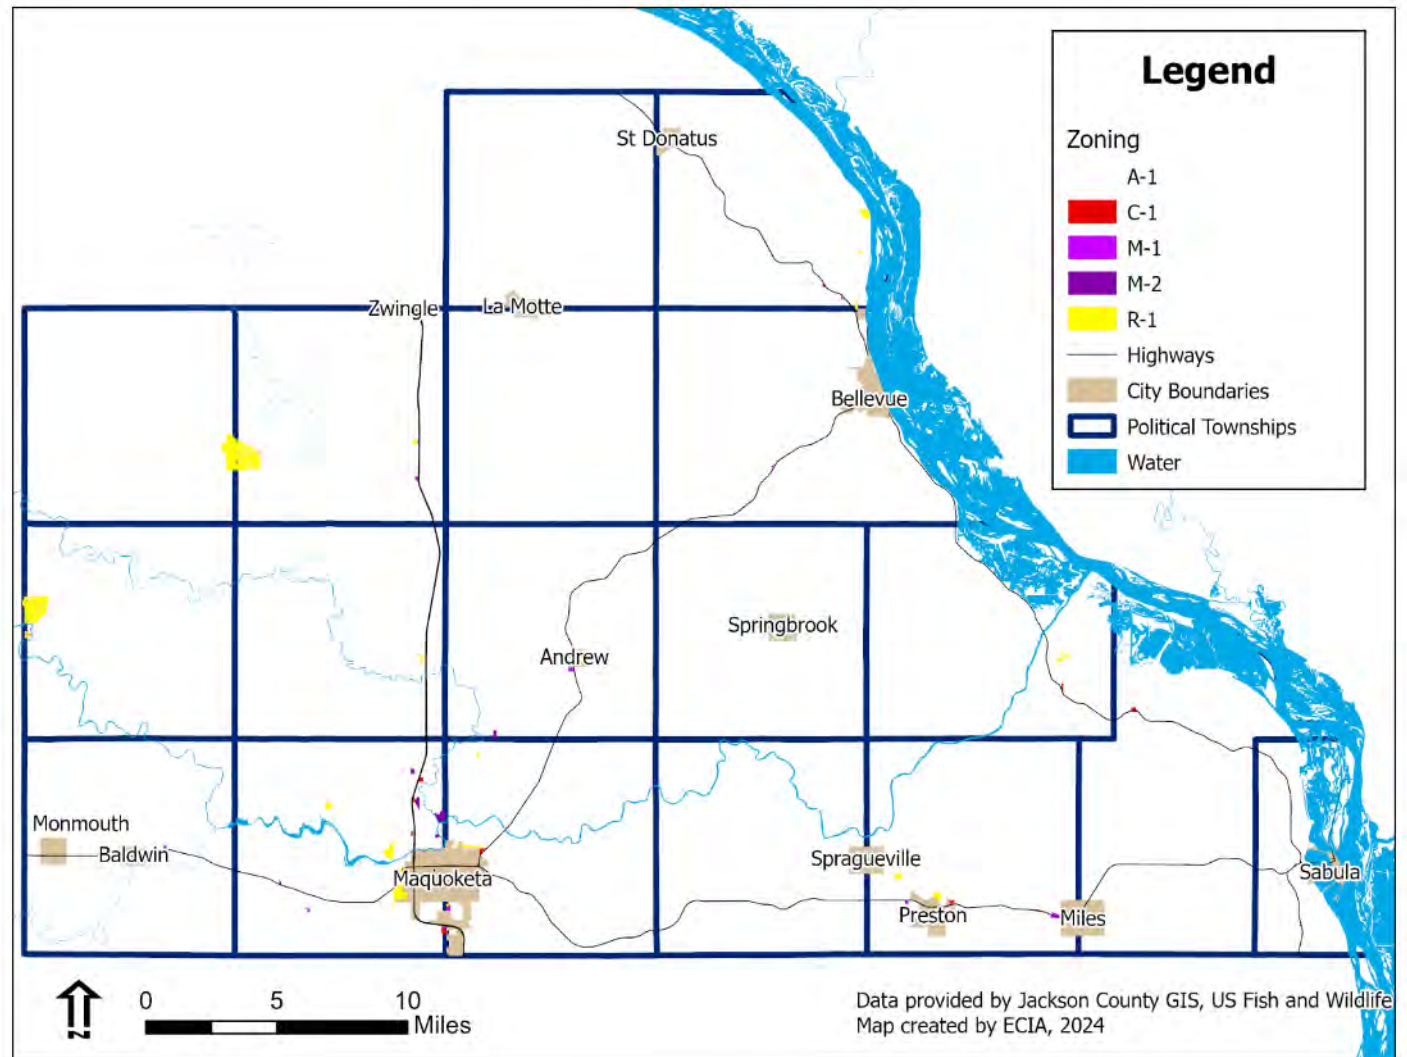 Legend
Zoning
A-1
C-1
M-1
M-2
R-1
Highways
City Boundaries
Political Townships
Water
St Donatus
Zwingle
La Motte
Bellevue
Springbrook
Andrew
Monmouth
Baldwin
Maquoketa
Spragueville
Preston
Miles
Sabula
N
0 5 10
Miles
Data provided by Jackson County GIS, US Fish and Wildlife
Map created by ECIA, 2024